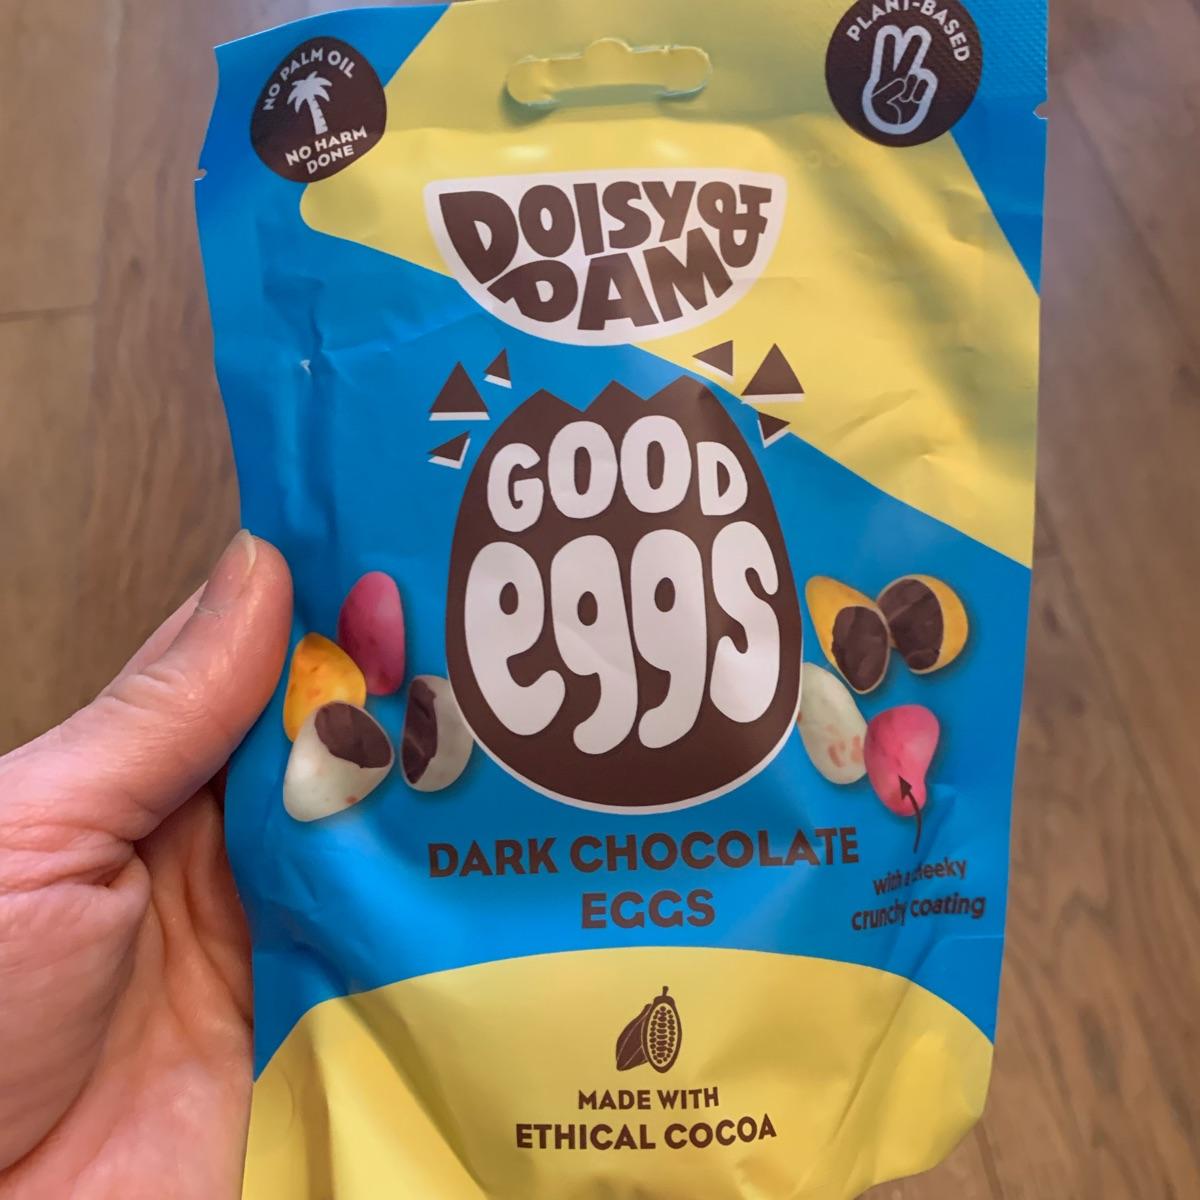 NO PALM OIL
NO HARM
DONE
PLANT-BASED
DOISY &
DAM
GOOD
eggs
DARK CHOCOLATE
EGGS
with a cheeky
crunchy coating
MADE WITH
ETHICAL COCOA